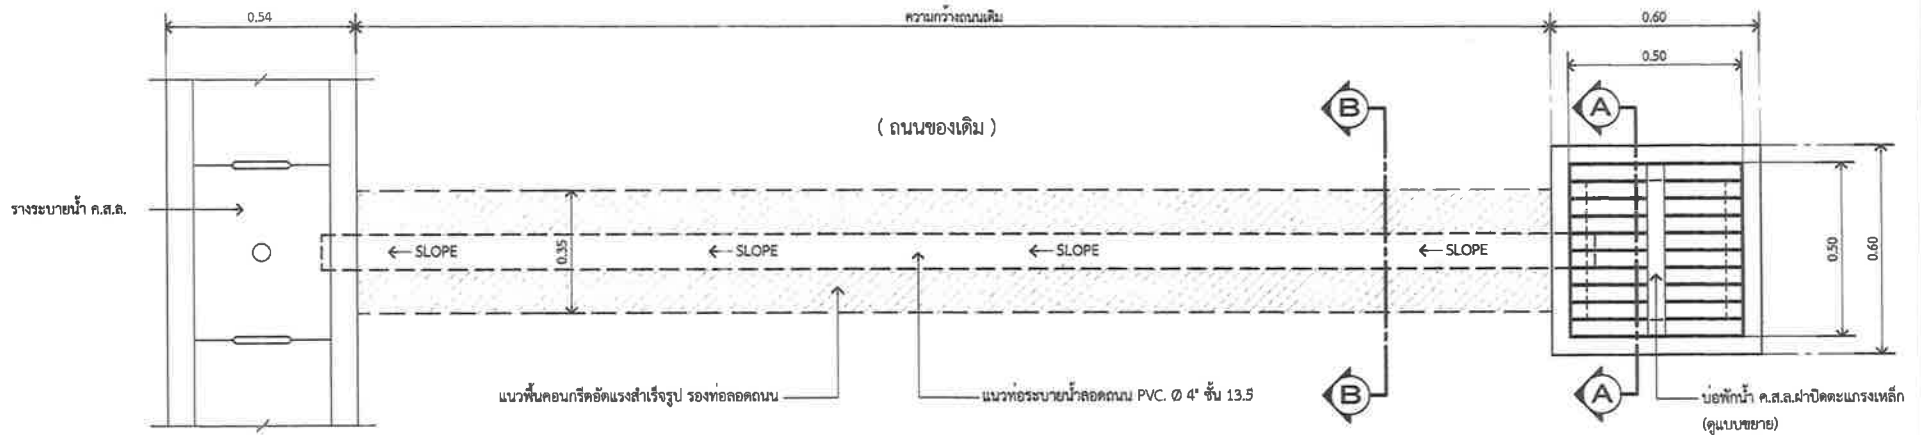 0.54
ความกว้างถนนเดิม
0.60
0.50
B
A
( ถนนของเดิม )
รางระบายน้ำ ค.ส.ล.
0.35
← SLOPE
← SLOPE
← SLOPE
← SLOPE
0.50
0.60
แนวพื้นคอนกรีตอัดแรงสำเร็จรูป รองท่อลอดถนน
แนวท่อระบายน้ำลอดถนน PVC. Ø 4" ชั้น 13.5
B
A
บ่อพักน้ำ ค.ส.ล.ฝาปิดตะแกรงเหล็ก
(ดูแบบขยาย)